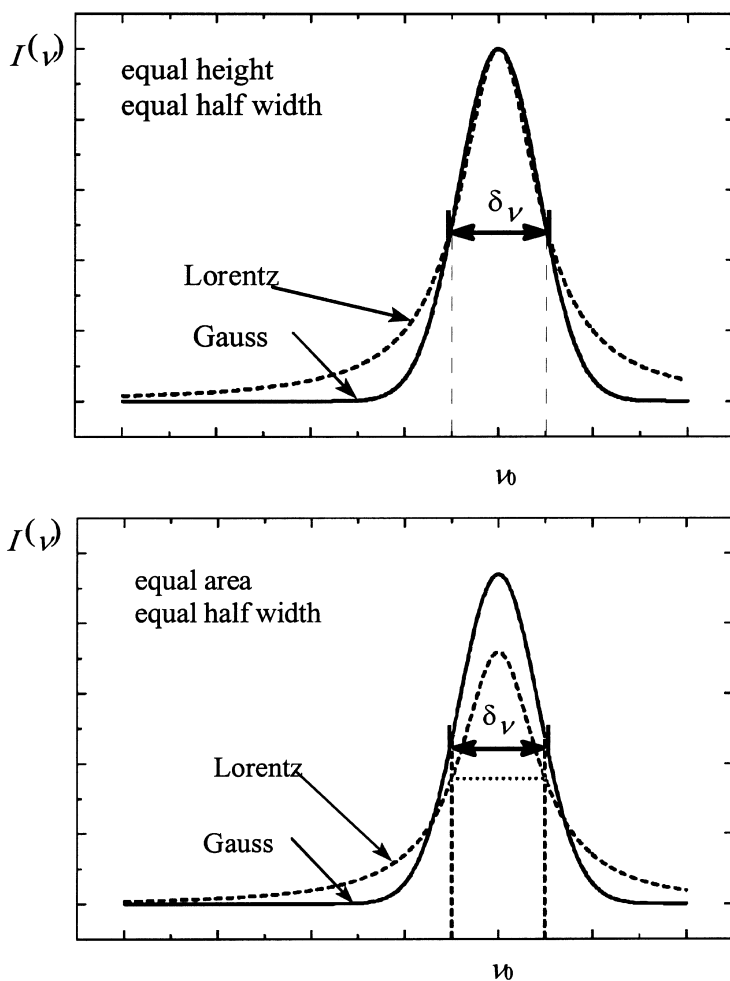 I(ν)
equal height
equal half width
δν
Lorentz
Gauss
ν0
I(ν)
equal area
equal half width
δν
Lorentz
Gauss
ν0